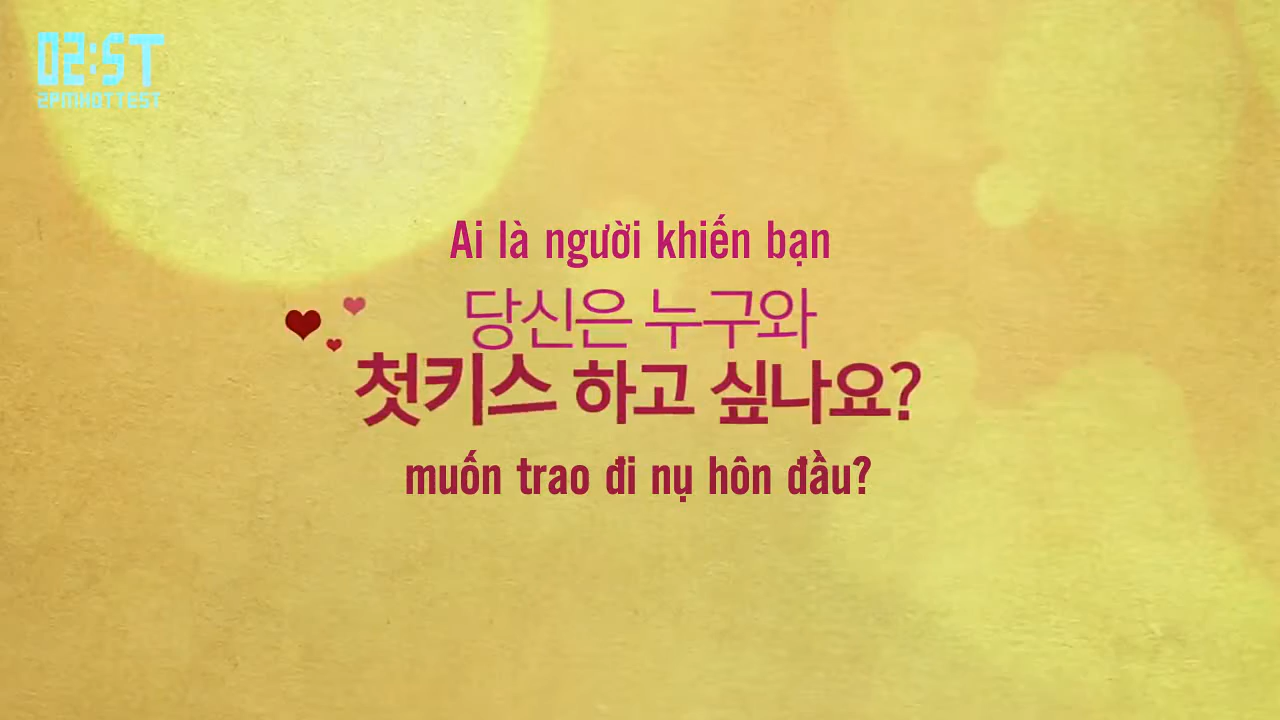 02:ST
2PMHOTTEST
Ai là người khiến bạn
당신은 누구와
첫키스 하고 싶나요?
muốn trao đi nụ hôn đầu?